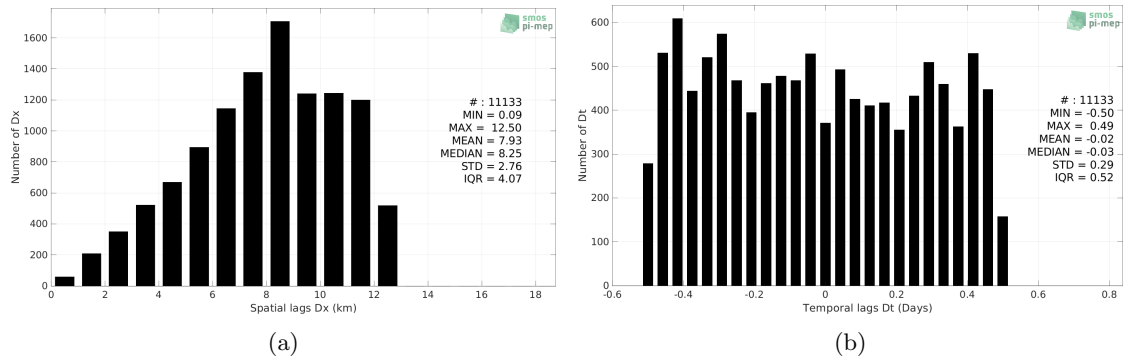 smos
pi-mep
1600
1400
1200
1000
800
600
400
200
0
Number of Dx
# : 11133
MIN = 0.09
MAX = 12.50
MEAN = 7.93
MEDIAN = 8.25
STD = 2.76
IQR = 4.07
0 2 4 6 8 10 12 14 16 18
Spatial lags Dx (km)
(a)
smos
pi-mep
600
500
400
300
200
100
0
Number of Dt
# : 11133
MIN = -0.50
MAX = 0.49
MEAN = -0.02
MEDIAN = -0.03
STD = 0.29
IQR = 0.52
-0.6 -0.4 -0.2 0 0.2 0.4 0.6 0.8
Temporal lags Dt (Days)
(b)